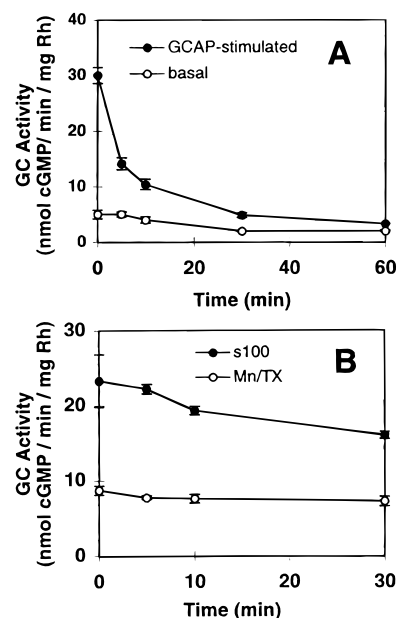 GC Activity
(nmol cGMP/ min / mg Rh)
40
30
20
10
0
GCAP-stimulated
basal
A
0
20
40
60
Time (min)
GC Activity
(nmol cGMP / min / mg Rh)
30
20
10
0
s100
Mn/TX
B
0
10
20
30
Time (min)